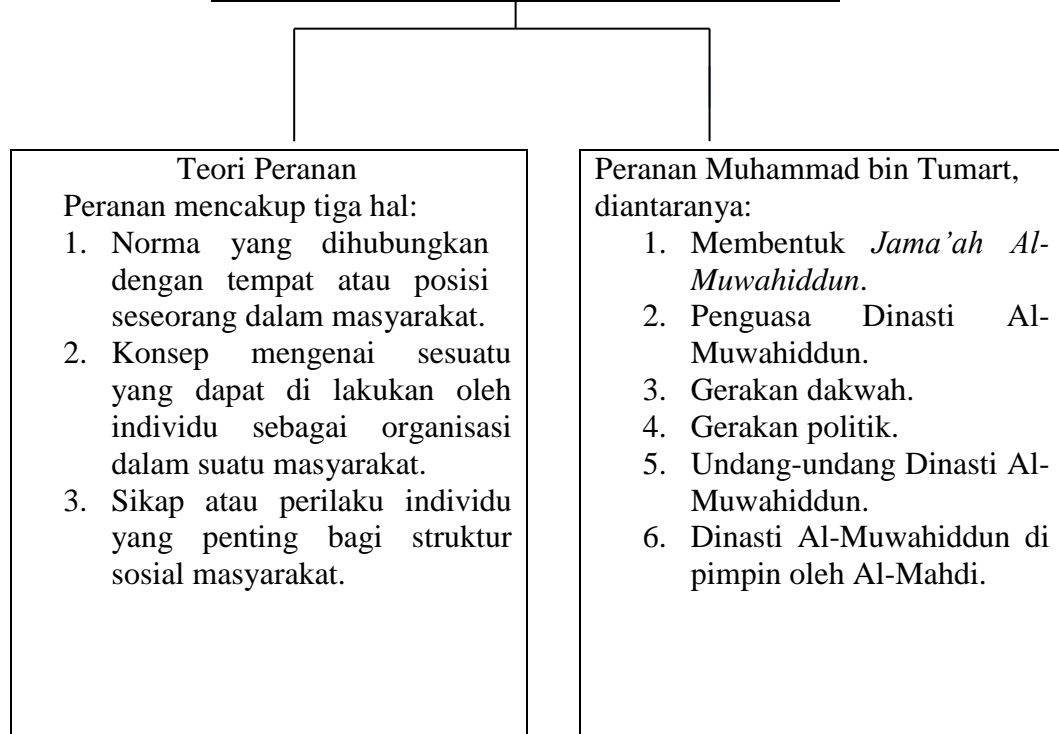 Teori Peranan
Peranan mencakup tiga hal:
1. Norma yang dihubungkan
dengan tempat atau posisi
seseorang dalam masyarakat.
2. Konsep mengenai sesuatu
yang dapat di lakukan oleh
individu sebagai organisasi
dalam suatu masyarakat.
3. Sikap atau perilaku individu
yang penting bagi struktur
sosial masyarakat.
Peranan Muhammad bin Tumart,
diantaranya:
1. Membentuk Jama’ah Al-
Muwahiddun.
2. Penguasa Dinasti Al-
Muwahiddun.
3. Gerakan dakwah.
4. Gerakan politik.
5. Undang-undang Dinasti Al-
Muwahiddun.
6. Dinasti Al-Muwahiddun di
pimpin oleh Al-Mahdi.